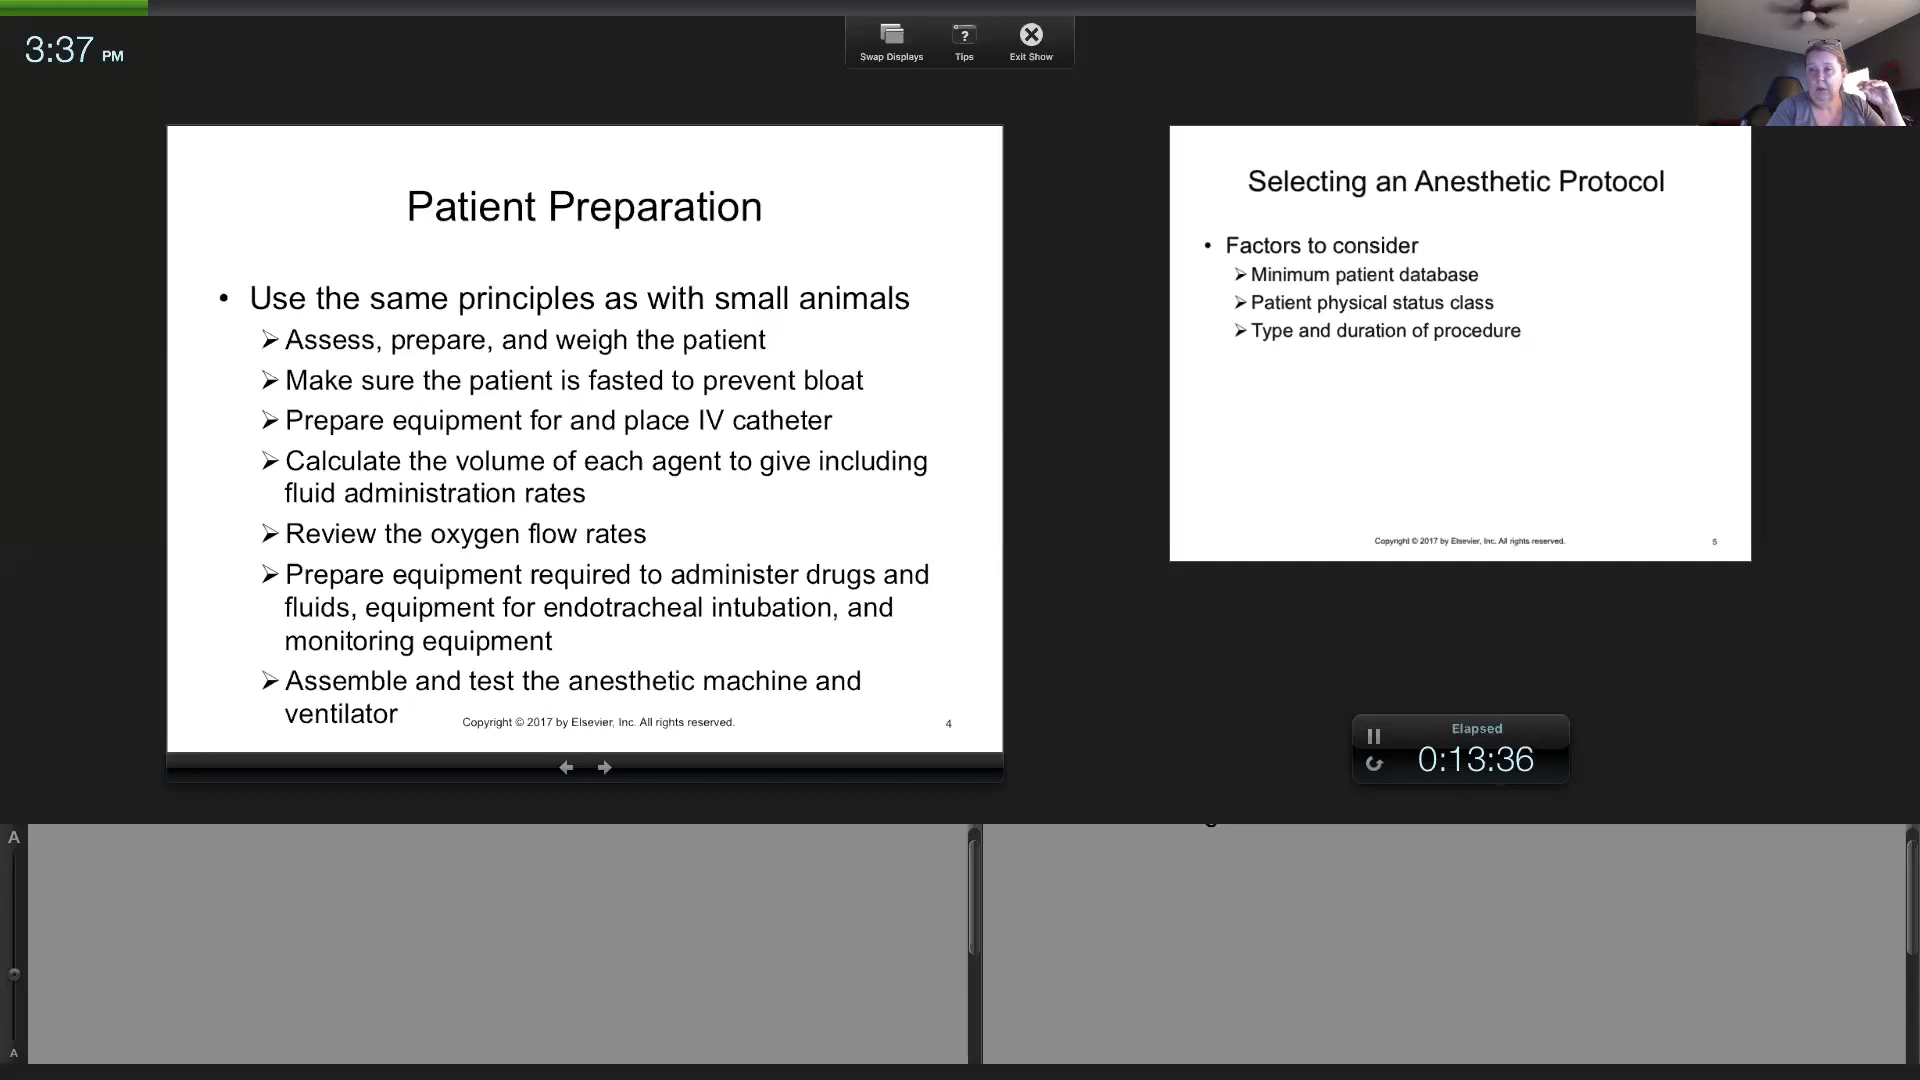 3:37 PM
Swap Displays
Tips
Exit Show
Patient Preparation
• Use the same principles as with small animals
➢ Assess, prepare, and weigh the patient
➢ Make sure the patient is fasted to prevent bloat
➢ Prepare equipment for and place IV catheter
➢ Calculate the volume of each agent to give including
fluid administration rates
➢ Review the oxygen flow rates
➢ Prepare equipment required to administer drugs and
fluids, equipment for endotracheal intubation, and
monitoring equipment
➢ Assemble and test the anesthetic machine and
ventilator
Copyright © 2017 by Elsevier, Inc. All rights reserved.
4
Selecting an Anesthetic Protocol
• Factors to consider
➢ Minimum patient database
➢ Patient physical status class
➢ Type and duration of procedure
Copyright © 2017 by Elsevier, Inc. All rights reserved.
5
Elapsed
0:13:36
A
A